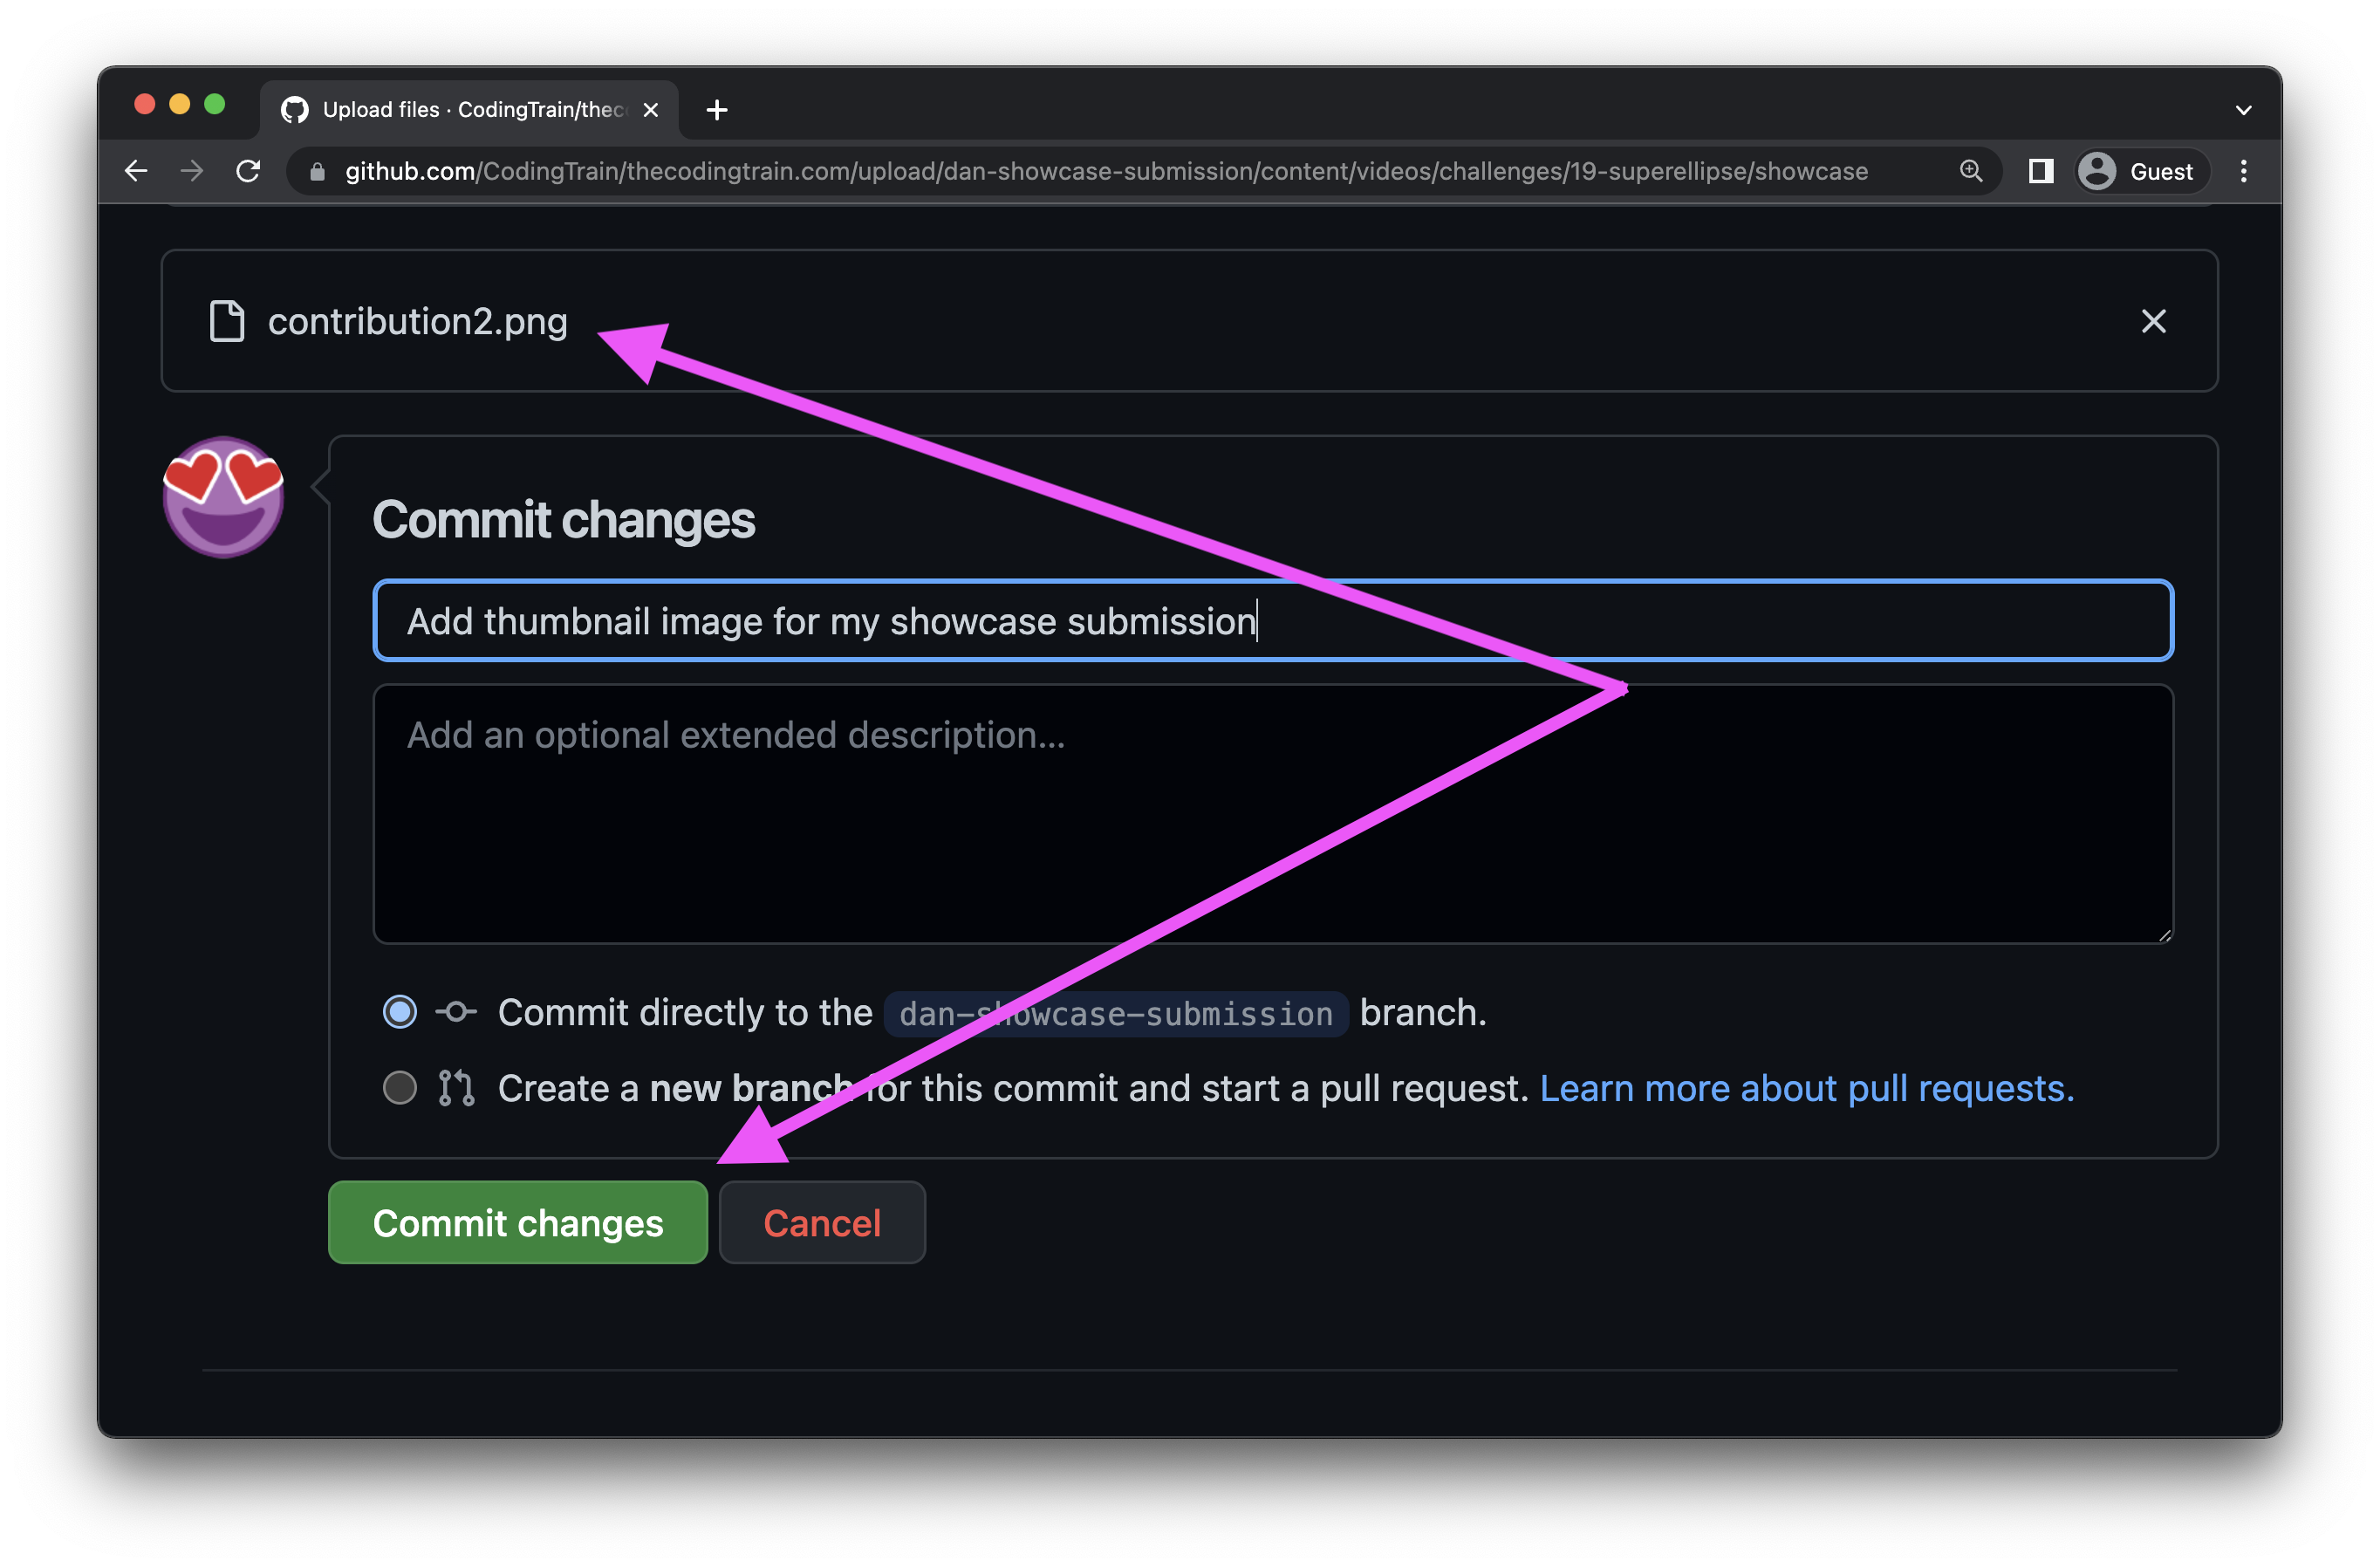 Upload files · CodingTrain/thec
github.com/CodingTrain/thecodingtrain.com/upload/dan-showcase-submission/content/videos/challenges/19-superellipse/showcase
Guest
contribution2.png
Commit changes
Add thumbnail image for my showcase submission
Add an optional extended description...
Commit directly to the dan-showcase-submission branch.
Create a new branch for this commit and start a pull request. Learn more about pull requests.
Commit changes
Cancel